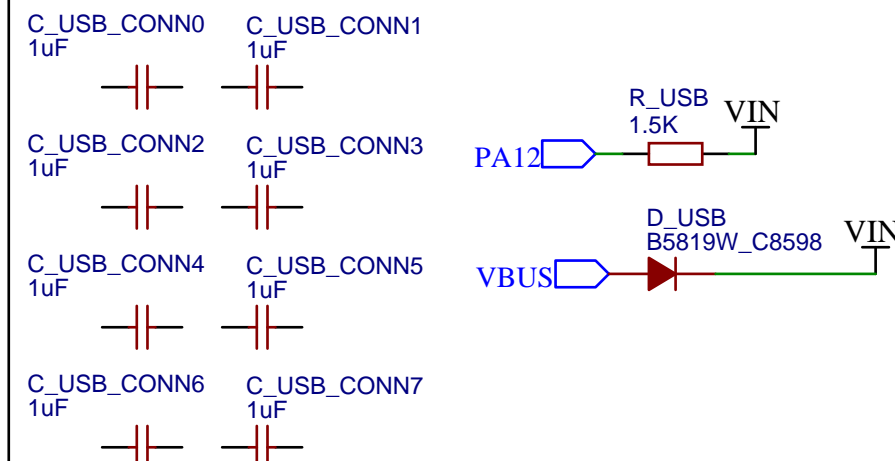 C_USB_CONN0
1uF
C_USB_CONN1
1uF
C_USB_CONN2
1uF
C_USB_CONN3
1uF
C_USB_CONN4
1uF
C_USB_CONN5
1uF
C_USB_CONN6
1uF
C_USB_CONN7
1uF
R_USB
1.5K
VIN
PA12
D_USB
B5819W_C8598
VIN
VBUS